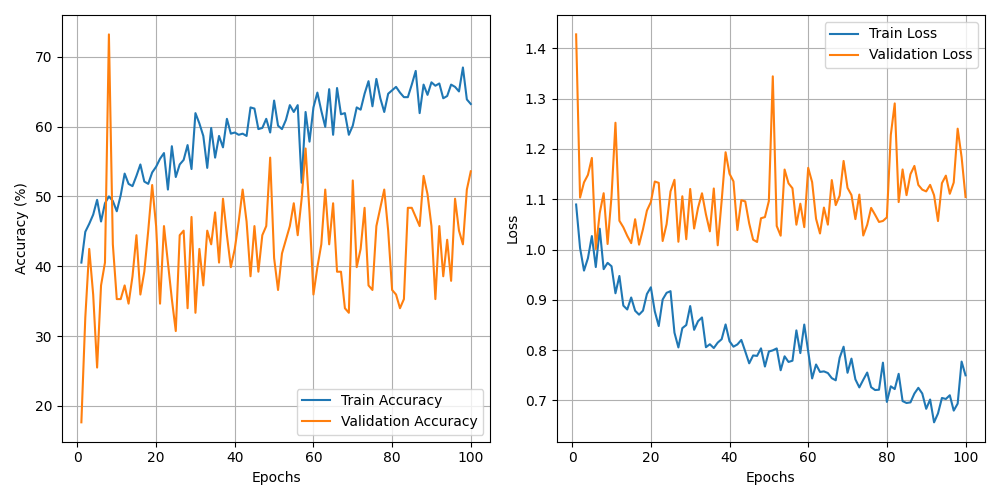 70
60
50
40
30
20
Accuracy (%)
0 20 40 60 80 100
Epochs
Train Accuracy
Validation Accuracy
1.4
1.3
1.2
1.1
1.0
0.9
0.8
0.7
Loss
0 20 40 60 80 100
Epochs
Train Loss
Validation Loss